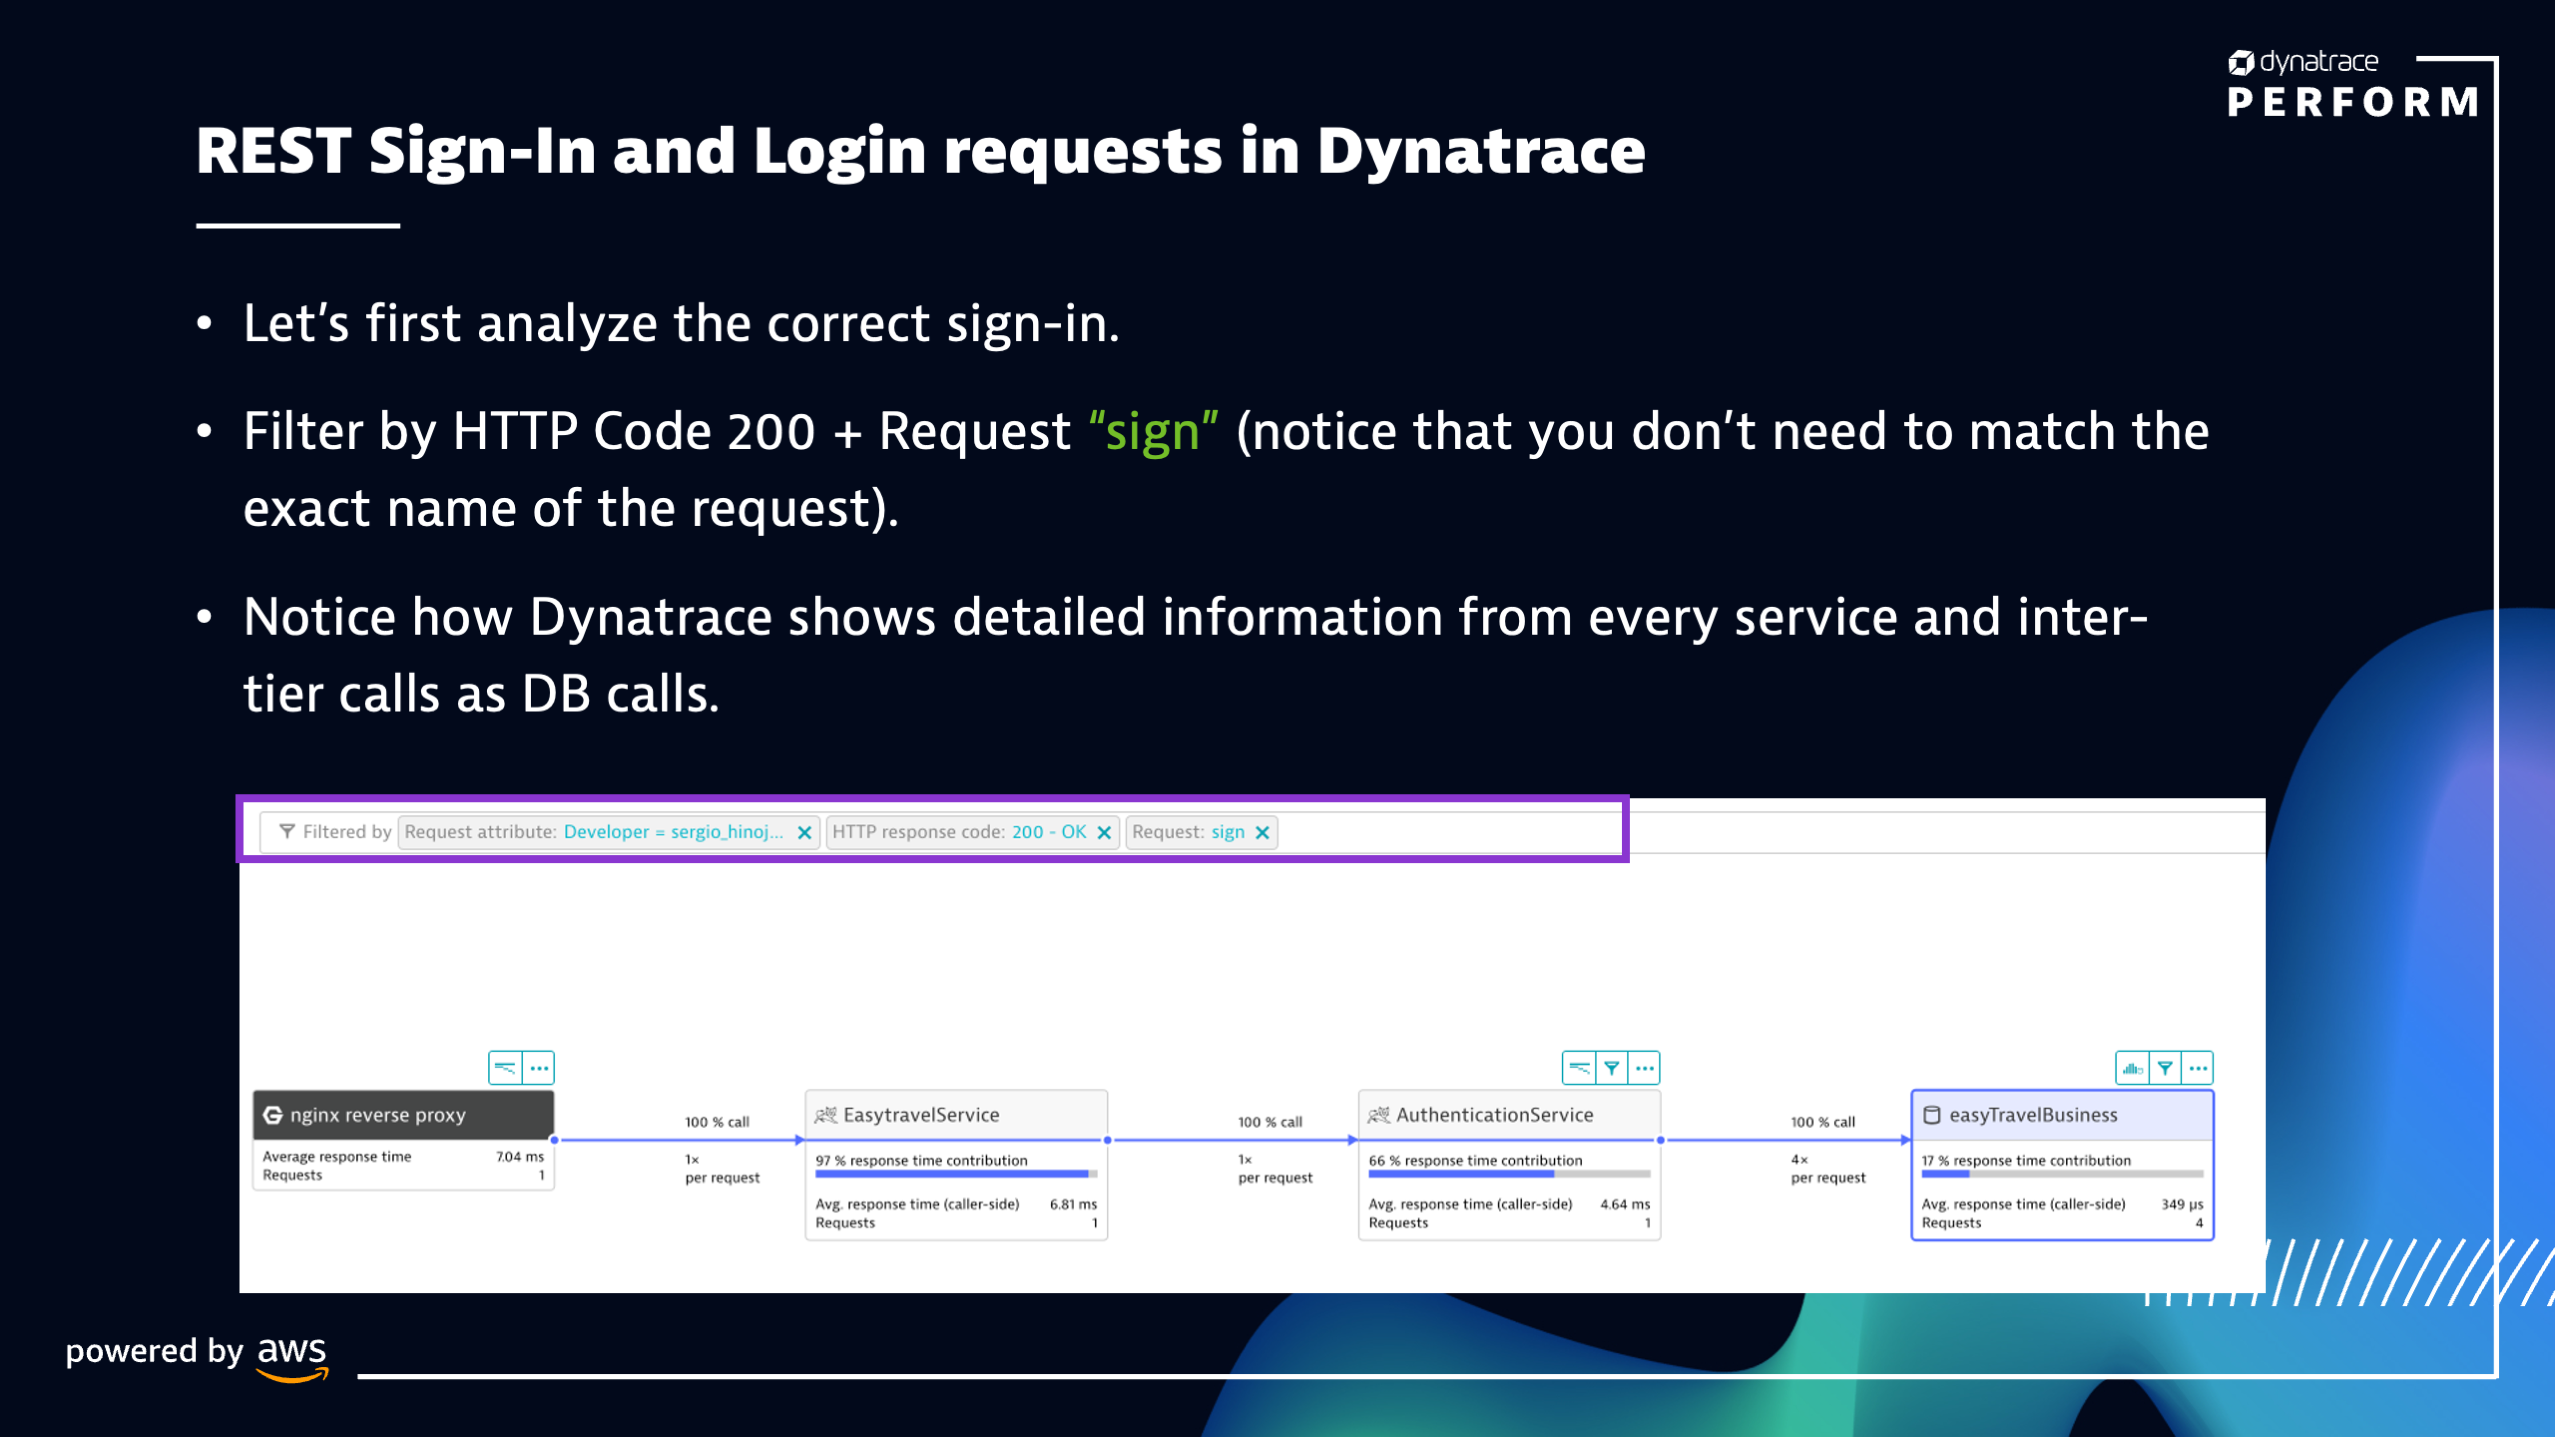 dynatrace
PERFORM
REST Sign-In and Login requests in Dynatrace
• Let’s first analyze the correct sign-in.
• Filter by HTTP Code 200 + Request “sign” (notice that you don’t need to match the
exact name of the request).
• Notice how Dynatrace shows detailed information from every service and inter-
tier calls as DB calls.
Filtered by Request attribute: Developer = sergio_hinoj... HTTP response code: 200 - OK Request: sign
nginx reverse proxy
Average response time 7.04 ms
Requests 1
100 % call
1×
per request
EasytravelService
97 % response time contribution
Avg. response time (caller-side) 6.81 ms
Requests 1
100 % call
1×
per request
AuthenticationService
66 % response time contribution
Avg. response time (caller-side) 4.64 ms
Requests 1
100 % call
4×
per request
easyTravelBusiness
17 % response time contribution
Avg. response time (caller-side) 349 µs
Requests 4
powered by aws